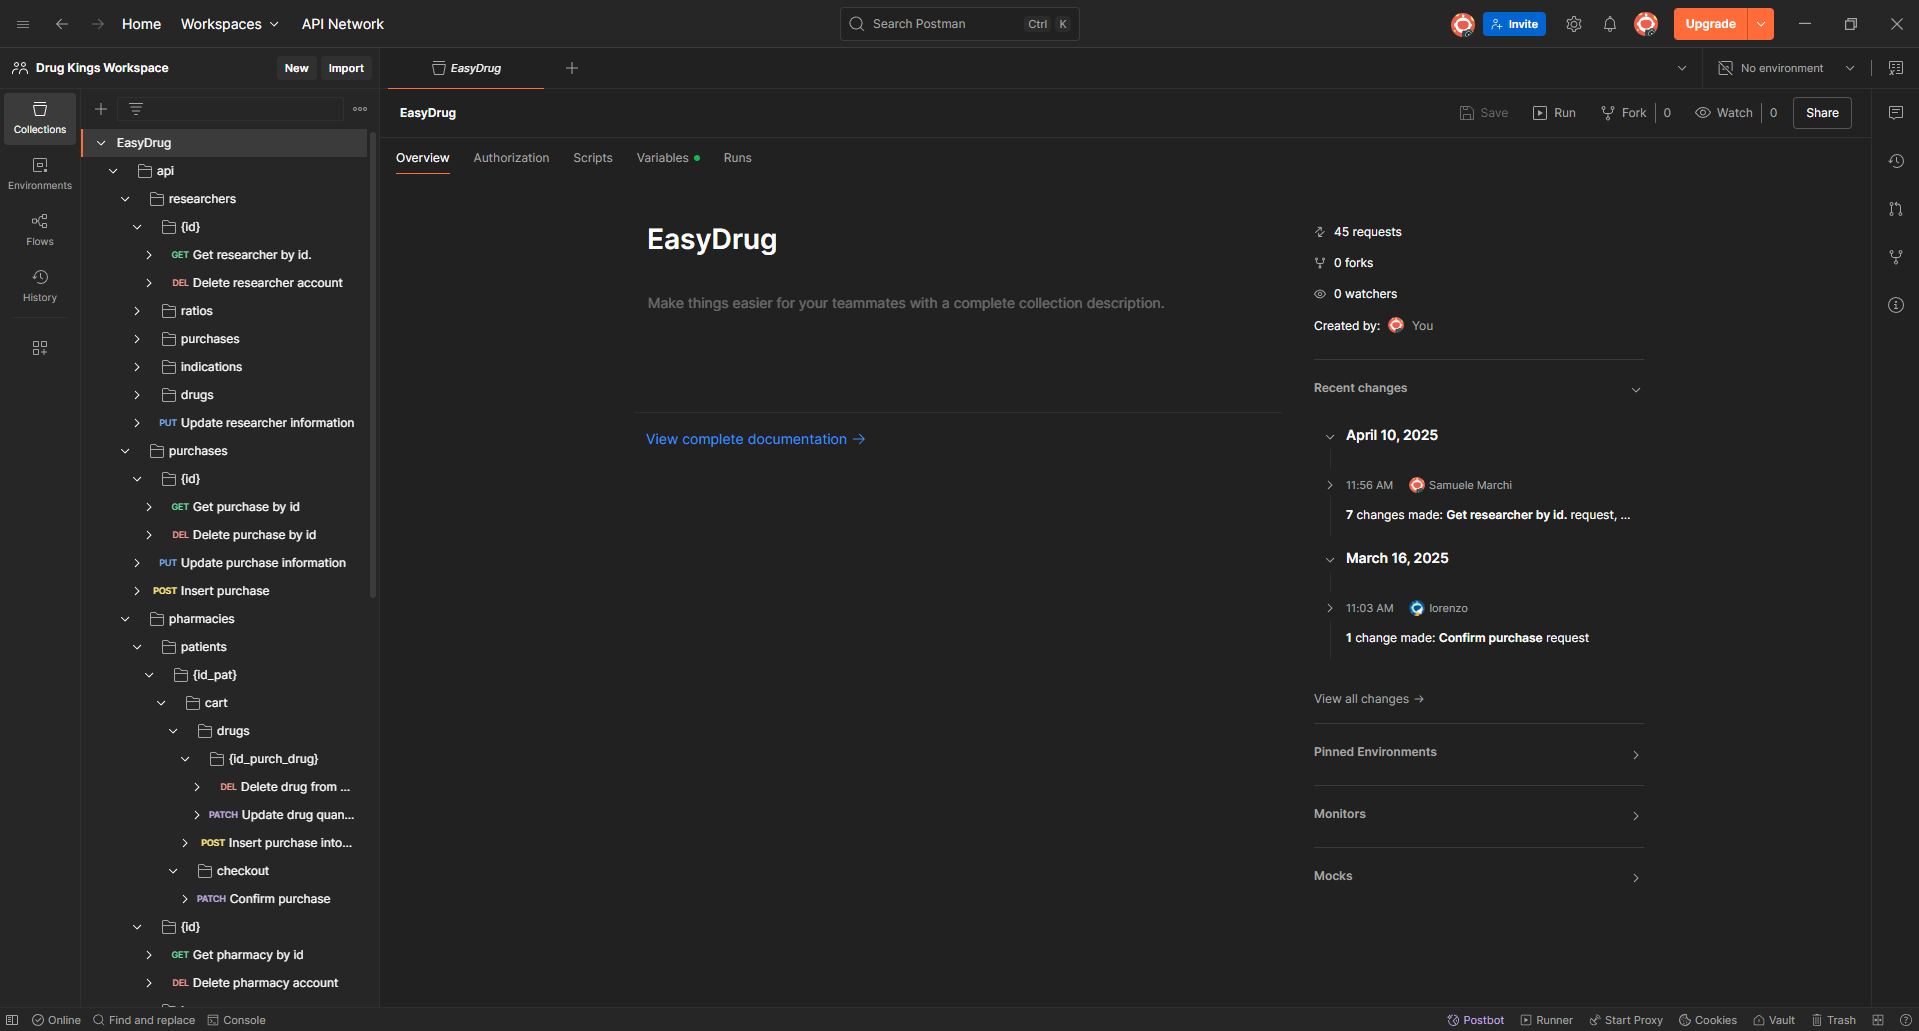 Home
Workspaces
API Network
Search Postman
Ctrl K
Invite
Upgrade
Drug Kings Workspace
New
Import
EasyDrug
No environment
Collections
Environments
Flows
History
EasyDrug
api
researchers
{id}
GET Get researcher by id.
DEL Delete researcher account
ratios
purchases
indications
drugs
PUT Update researcher information
purchases
{id}
GET Get purchase by id
DEL Delete purchase by id
PUT Update purchase information
POST Insert purchase
pharmacies
patients
{id_pat}
cart
drugs
{id_purch_drug}
DEL Delete drug from ...
PATCH Update drug quan...
POST Insert purchase into...
checkout
PATCH Confirm purchase
{id}
GET Get pharmacy by id
DEL Delete pharmacy account
EasyDrug
Save
Run
Fork 0
Watch 0
Share
Overview
Authorization
Scripts
Variables
Runs
EasyDrug
Make things easier for your teammates with a complete collection description.
View complete documentation →
45 requests
0 forks
0 watchers
Created by: You
Recent changes
April 10, 2025
11:56 AM Samuele Marchi
7 changes made: Get researcher by id. request, ...
March 16, 2025
11:03 AM lorenzo
1 change made: Confirm purchase request
View all changes →
Pinned Environments
Monitors
Mocks
Online
Find and replace
Console
Postbot
Runner
Start Proxy
Cookies
Vault
Trash